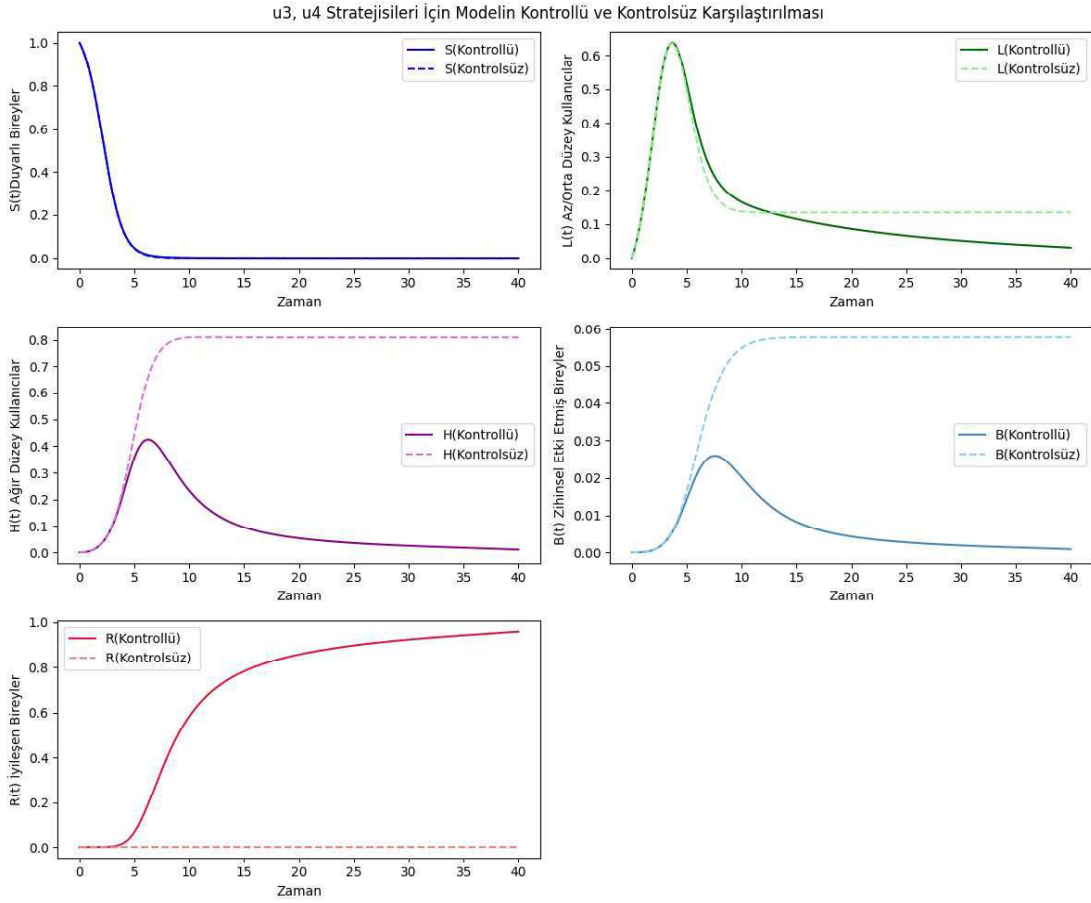 u3, u4 Stratejisileri İçin Modelin Kontrollü ve Kontrolsüz Karşılaştırılması
S(t)Duyarlı Bireyler
1.0
0.8
0.6
0.4
0.2
0.0
S(Kontrollü)
S(Kontrolsüz)
0 5 10 15 20 25 30 35 40
Zaman
L(t) Az/Orta Düzey Kullanıcılar
0.6
0.5
0.4
0.3
0.2
0.1
0.0
L(Kontrollü)
L(Kontrolsüz)
0 5 10 15 20 25 30 35 40
Zaman
H(t) Ağır Düzey Kullanıcılar
0.8
0.7
0.6
0.5
0.4
0.3
0.2
0.1
0.0
H(Kontrollü)
H(Kontrolsüz)
0 5 10 15 20 25 30 35 40
Zaman
B(t) Zihinsel Etki Etmiş Bireyler
0.06
0.05
0.04
0.03
0.02
0.01
0.00
B(Kontrollü)
B(Kontrolsüz)
0 5 10 15 20 25 30 35 40
Zaman
R(t) İyileşen Bireyler
1.0
0.8
0.6
0.4
0.2
0.0
R(Kontrollü)
R(Kontrolsüz)
0 5 10 15 20 25 30 35 40
Zaman